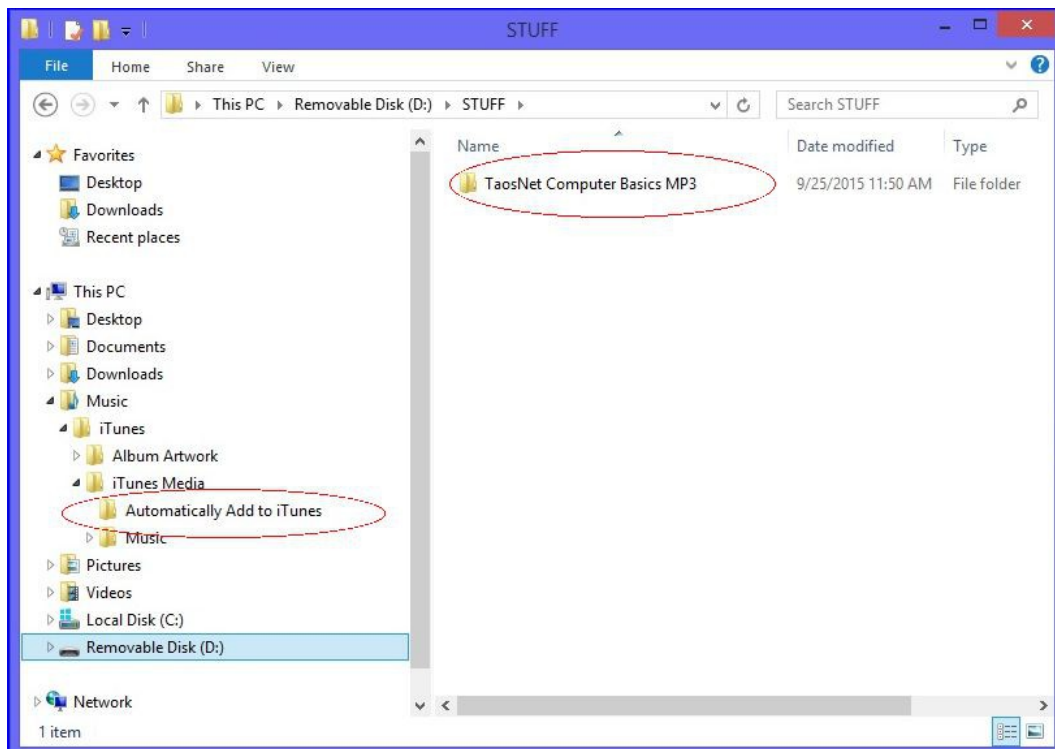 STUFF
File Home Share View
This PC Removable Disk (D:) STUFF Search STUFF
Name Date modified Type
TaosNet Computer Basics MP3 9/25/2015 11:50 AM File folder
Favorites
Desktop
Downloads
Recent places
This PC
Desktop
Documents
Downloads
Music
iTunes
Album Artwork
iTunes Media
Automatically Add to iTunes
Music
Pictures
Videos
Local Disk (C:)
Removable Disk (D:)
Network
1 item